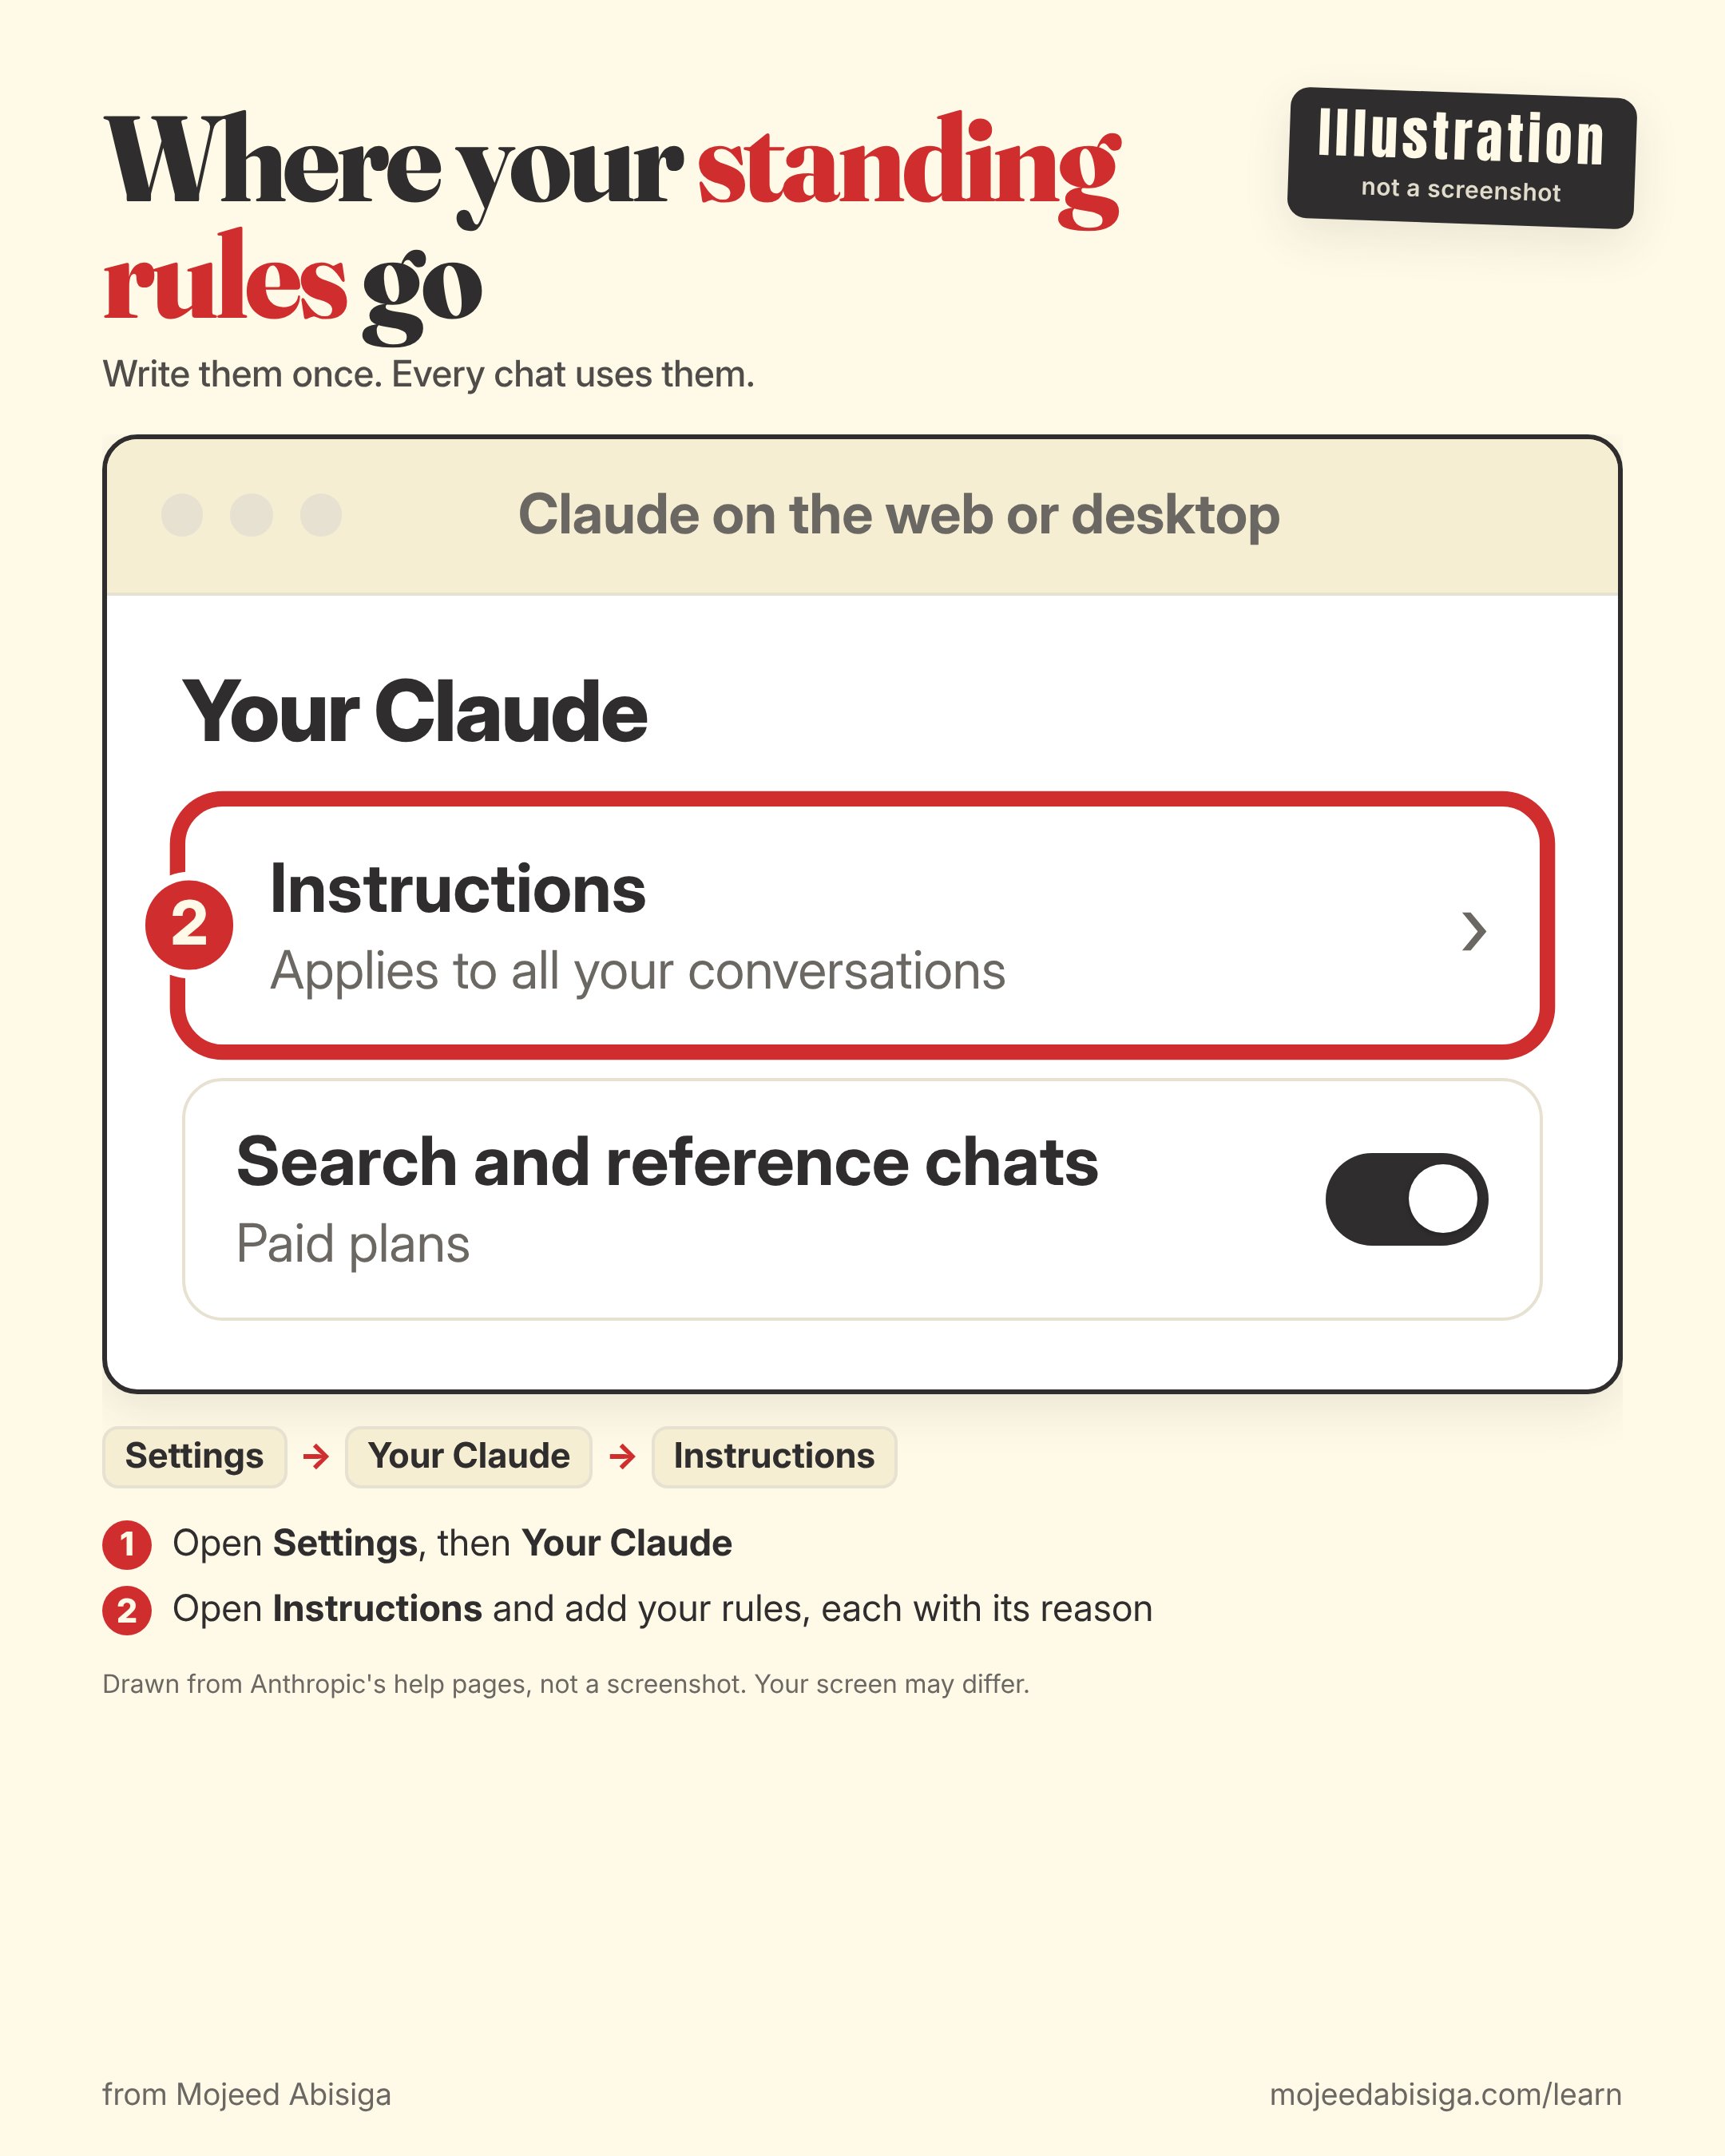 Where your standing
rules go
Illustration
not a screenshot
Write them once. Every chat uses them.
Claude on the web or desktop
Your Claude
2
Instructions
Applies to all your conversations
›
Search and reference chats
Paid plans
Settings → Your Claude → Instructions
1 Open Settings, then Your Claude
2 Open Instructions and add your rules, each with its reason
Drawn from Anthropic's help pages, not a screenshot. Your screen may differ.
from Mojeed Abisiga
mojeedabisiga.com/learn